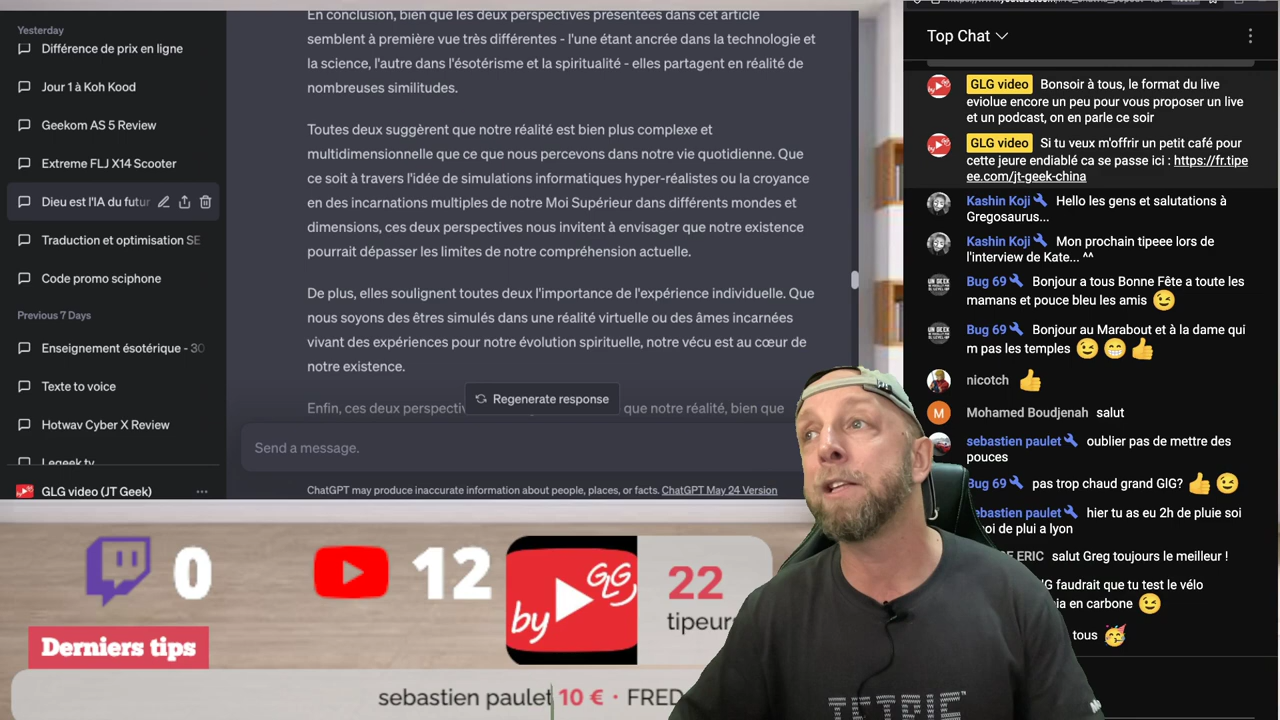 Yesterday
Différence de prix en ligne
Jour 1 à Koh Kood
Geekom AS 5 Review
Extreme FLJ X14 Scooter
Dieu est l'IA du futur
Traduction et optimisation SE
Code promo sciphone
Previous 7 Days
Enseignement ésotérique - 30
Texte to voice
Hotwav Cyber X Review
Legeek tv
GLG video (JT Geek)
En conclusion, bien que les deux perspectives présentées dans cet article
semblent à première vue très différentes - l'une étant ancrée dans la technologie et
la science, l'autre dans l'ésotérisme et la spiritualité - elles partagent en réalité de
nombreuses similitudes.
Toutes deux suggèrent que notre réalité est bien plus complexe et
multidimensionnelle que ce que nous percevons dans notre vie quotidienne. Que
ce soit à travers l'idée de simulations informatiques hyper-réalistes ou la croyance
en des incarnations multiples de notre Moi Supérieur dans différents mondes et
dimensions, ces deux perspectives nous invitent à envisager que notre existence
pourrait dépasser les limites de notre compréhension actuelle.
De plus, elles soulignent toutes deux l'importance de l'expérience individuelle. Que
nous soyons des êtres simulés dans une réalité virtuelle ou des âmes incarnées
vivant des expériences pour notre évolution spirituelle, notre vécu est au cœur de
notre existence.
Enfin, ces deux perspectiv que notre réalité, bien que
Regenerate response
Send a message.
ChatGPT may produce inaccurate information about people, places, or facts. ChatGPT May 24 Version
Top Chat
GLG video Bonsoir à tous, le format du live
eviolue encore un peu pour vous proposer un live
et un podcast, on en parle ce soir
GLG video Si tu veux m'offrir un petit café pour
cette jeure endiablé ca se passe ici : https://fr.tipe
ee.com/jt-geek-china
Kashin Koji Hello les gens et salutations à
Gregosaurus...
Kashin Koji Mon prochain tipeee lors de
l'interview de Kate... ^^
Bug 69 Bonjour a tous Bonne Fête a toute les
mamans et pouce bleu les amis 😉
Bug 69 Bonjour au Marabout et à la dame qui
m pas les temples 😉 😁 👍
nicotch 👍
M
Mohamed Boudjenah salut
sebastien paulet oublier pas de mettre des
pouces
Bug 69 pas trop chaud grand GlG? 👍 😉
ebastien paulet hier tu as eu 2h de pluie soi
oi de plui a lyon
E ERIC salut Greg toujours le meilleur !
G faudrait que tu test le vélo
ia en carbone 😉
tous 🥳
0
12
by GLG
22
tipeurs
Derniers tips
sebastien paulet 10 € · FRED
TETRIS™